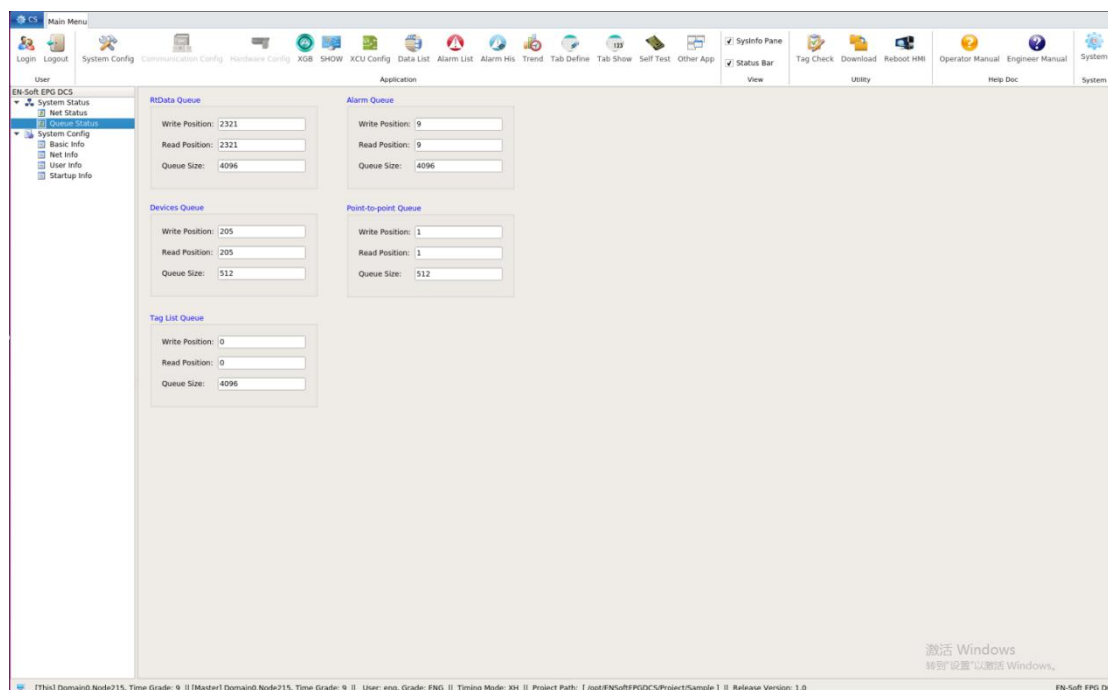 CS Main Menu
Login Logout System Config Communication Config Hardware Config XGB SHOW XCU Config Data List Alarm List Alarm His Trend Tab Define Tab Show Self Test Other App SysInfo Pane Tag Check Download Reboot HMI Operator Manual Engineer Manual System
Status Bar
User Application View Utility Help Doc System
EN-Soft EPG DCS
System Status
Net Status
Queue Status
System Config
Basic Info
Net Info
User Info
Startup Info
RtData Queue
Write Position: 2321
Read Position: 2321
Queue Size: 4096
Alarm Queue
Write Position: 9
Read Position: 9
Queue Size: 4096
Devices Queue
Write Position: 205
Read Position: 205
Queue Size: 512
Point-to-point Queue
Write Position: 1
Read Position: 1
Queue Size: 512
Tag List Queue
Write Position: 0
Read Position: 0
Queue Size: 4096
激活 Windows
转到"设置"以激活 Windows。
[This] Domain0.Node215, Time Grade: 9 || [Master] Domain0.Node215, Time Grade: 9 || User: eng, Grade: ENG || Timing Mode: XH || Project Path: [ /opt/ENSoftEPGDCS/Project/Sample ] || Release Version: 1.0 EN-Soft EPG D